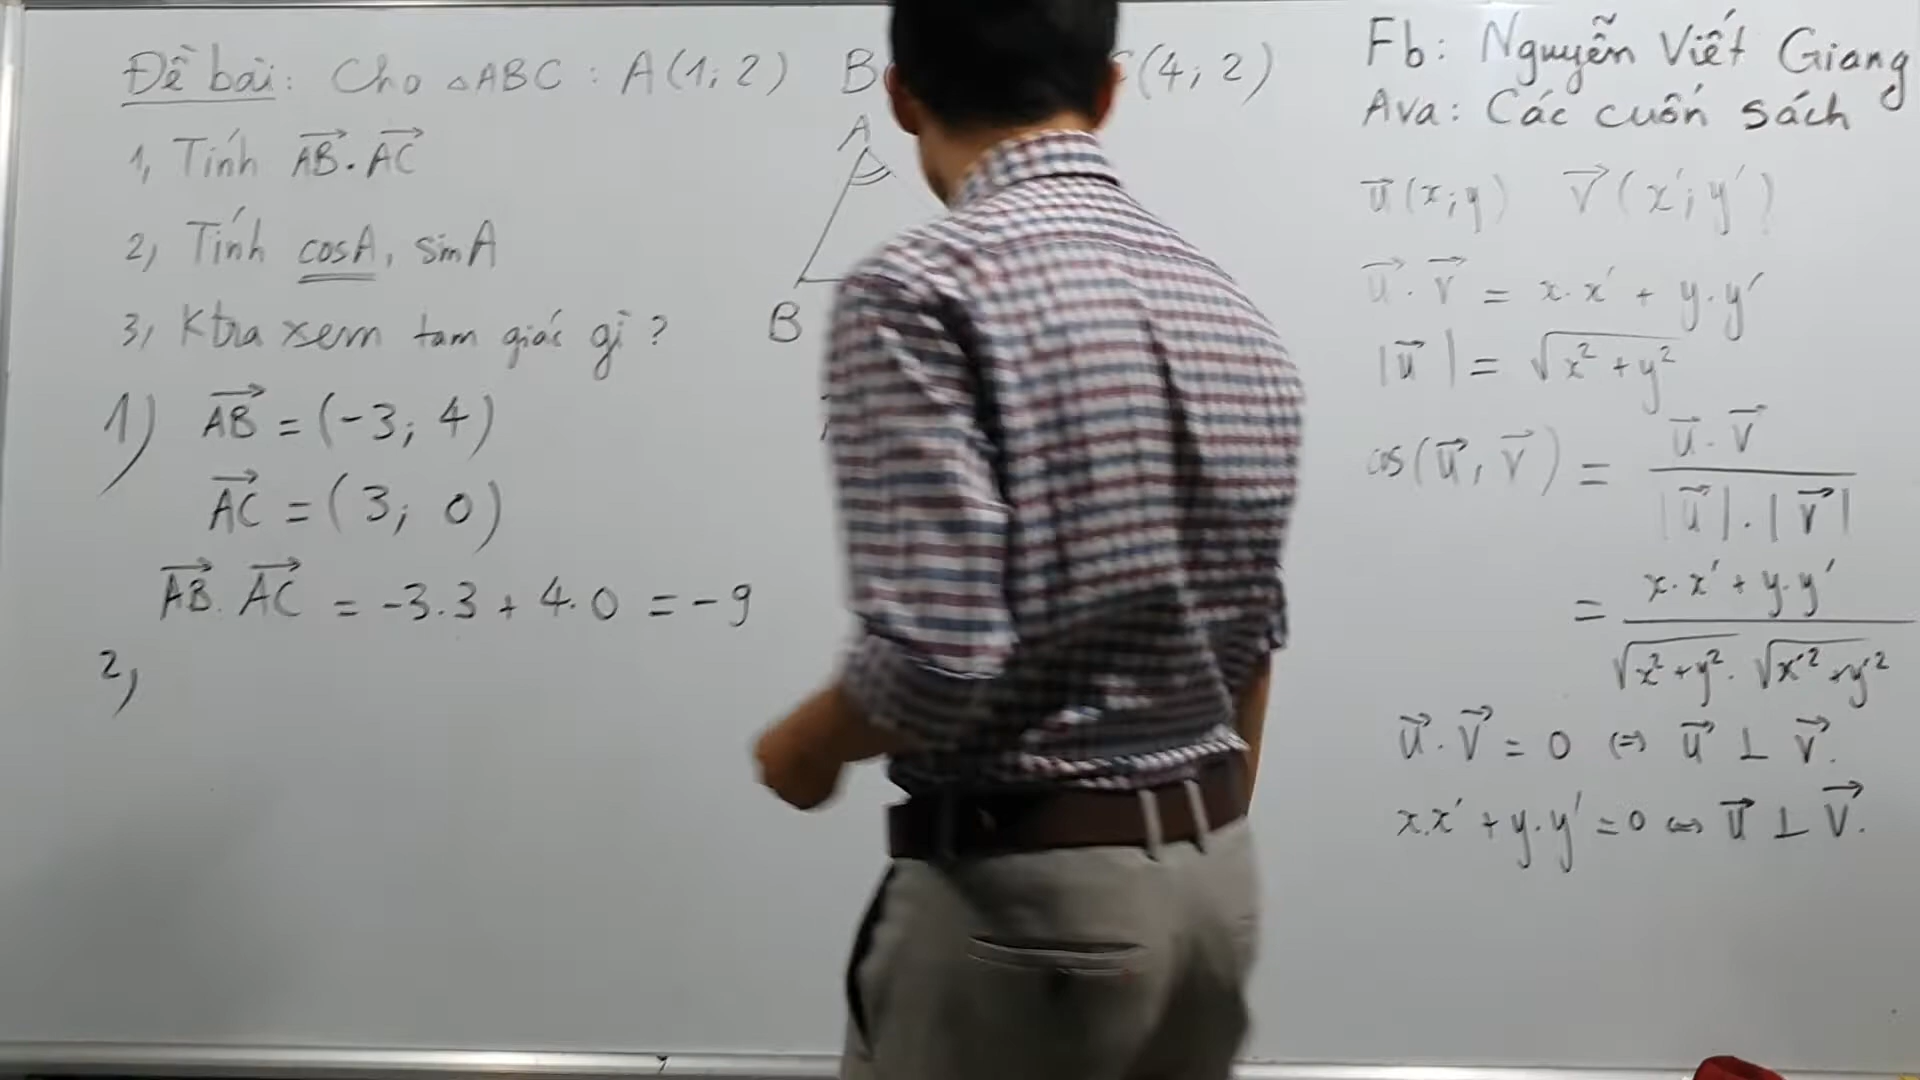 Đề bài: Cho △ABC : A(1; 2) B (4; 2)
1, Tính AB→.AC→
2, Tính cosA, sinA
3, Ktra xem tam giác gì ?
A
B
1) AB→ = (-3; 4)
AC→ = (3; 0)
AB→.AC→ = -3.3 + 4.0 = -9
2,
Fb: Nguyễn Viết Giang
Ava: Các cuốn sách
u→(x;y) v→(x';y')
u→.v→ = x.x' + y.y'
|u→| = √(x²+y²)
cos(u→, v→) = u→.v→ / |u→|.|v→|
= x.x' + y.y' / √(x²+y²).√(x'²+y'²)
u→.v→ = 0 (=) u→ ⊥ v→.
x.x' + y.y' = 0 ⇔ u→ ⊥ v→.